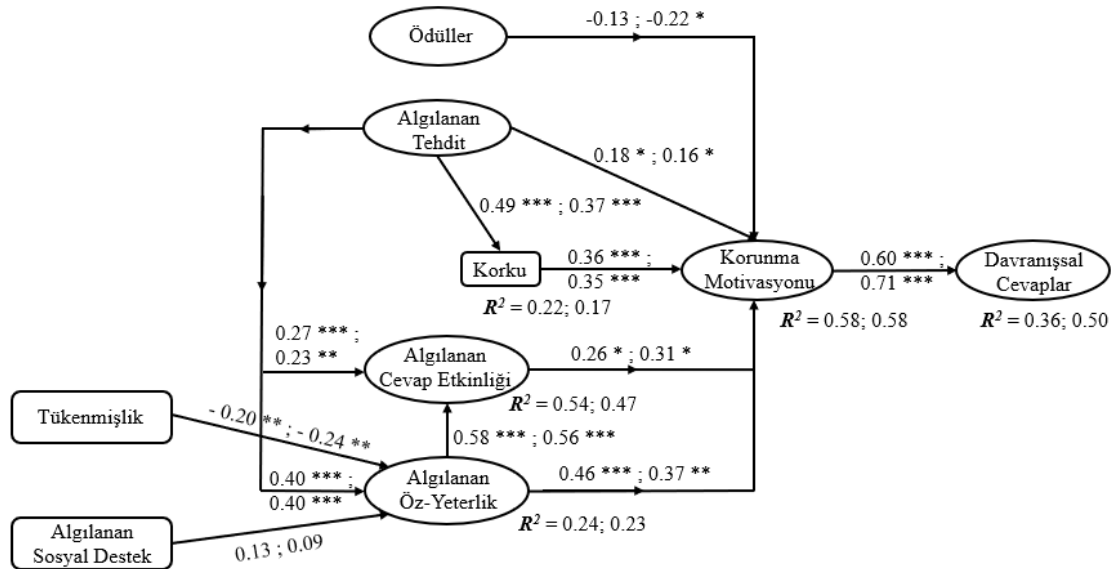 Ödüller
-0.13 ; -0.22 *
Algılanan
Tehdit
0.18 * ; 0.16 *
0.49 *** ; 0.37 ***
Korku
0.36 *** ;
0.35 ***
R² = 0.22; 0.17
Korunma
Motivasyonu
R² = 0.58; 0.58
0.60 *** ;
0.71 ***
Davranışsal
Cevaplar
R² = 0.36; 0.50
0.27 *** ;
0.23 **
Algılanan
Cevap Etkinliği
0.26 * ; 0.31 *
R² = 0.54; 0.47
Tükenmişlik
- 0.20 ** ; - 0.24 **
0.58 *** ; 0.56 ***
0.40 *** ;
0.40 ***
Algılanan
Öz-Yeterlik
0.46 *** ; 0.37 **
R² = 0.24; 0.23
Algılanan
Sosyal Destek
0.13 ; 0.09